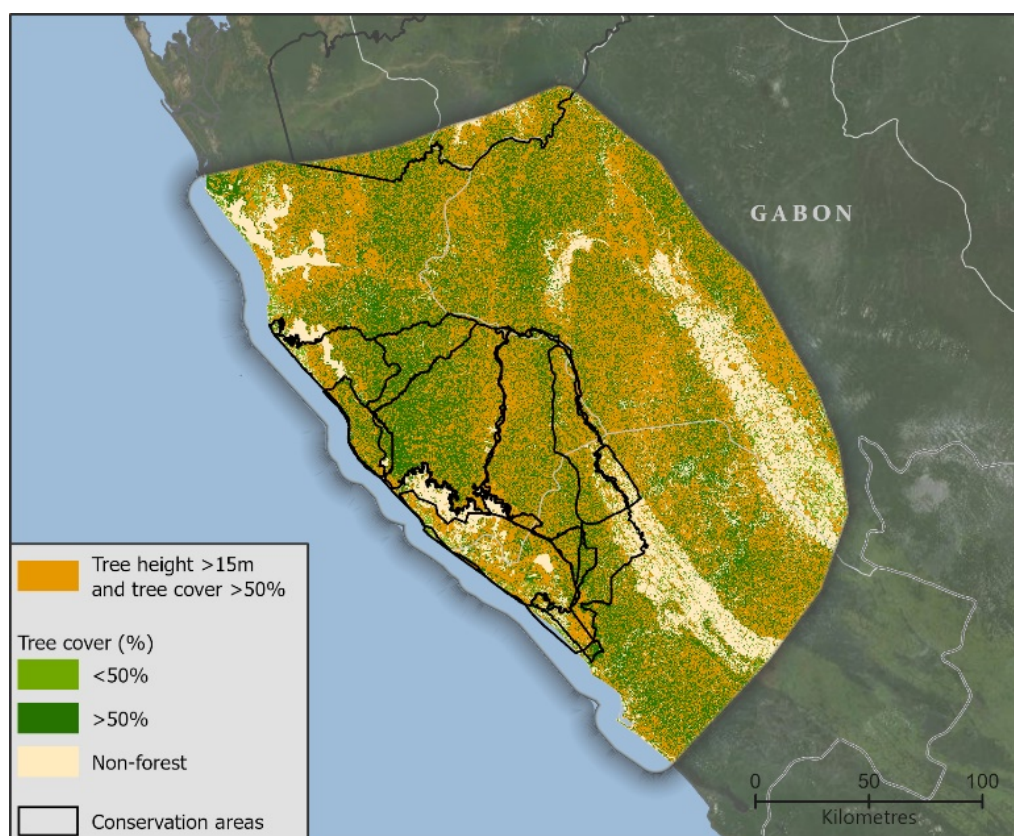 GABON
Tree height >15m
and tree cover >50%
Tree cover (%)
<50%
>50%
Non-forest
Conservation areas
0 50 100
Kilometres